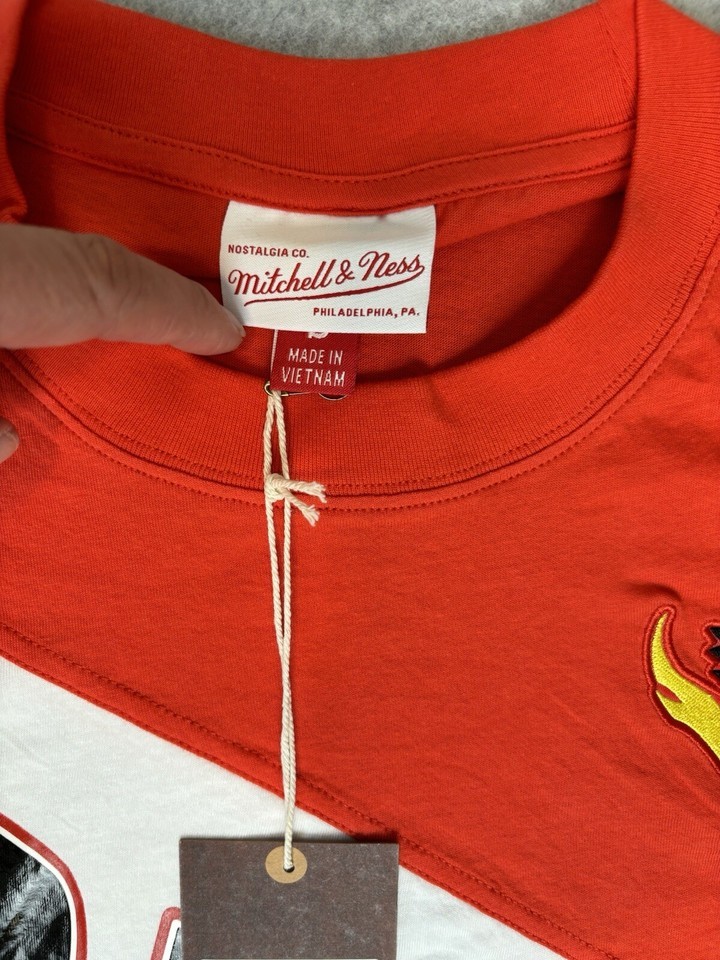 NOSTALGIA CO.
Mitchell & Ness
PHILADELPHIA, PA.
MADE IN
VIETNAM